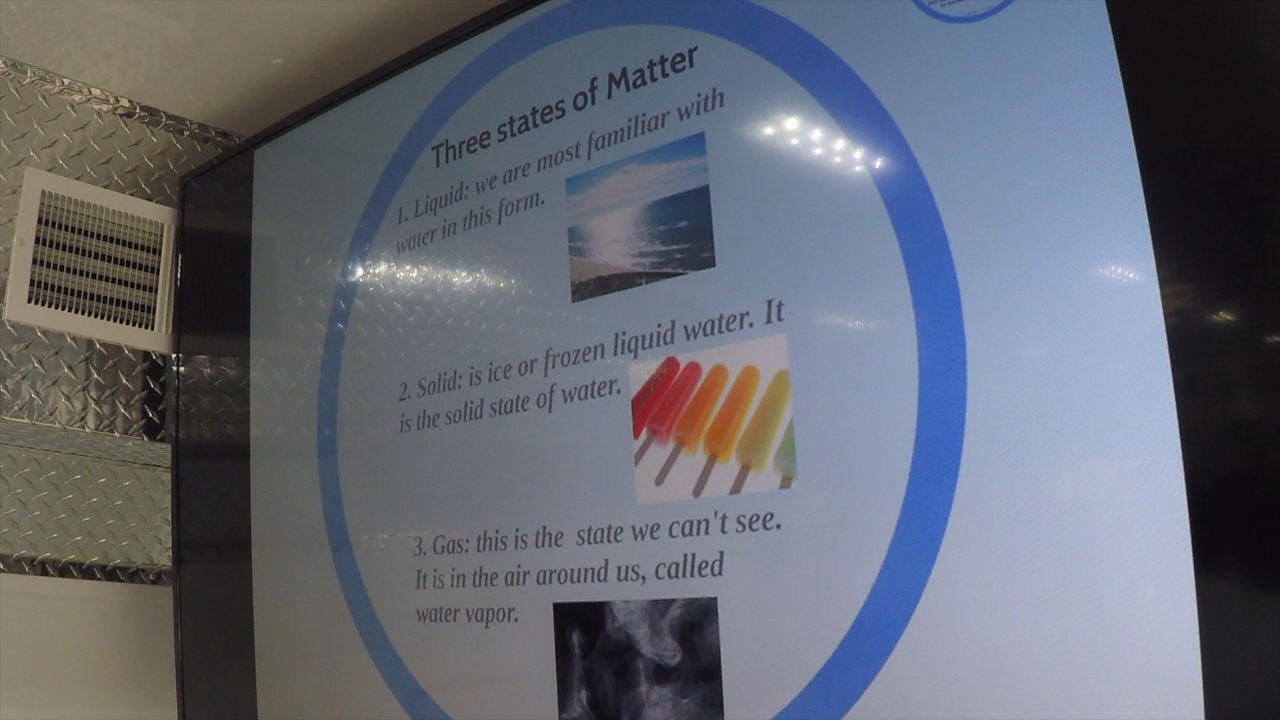 Three states of Matter
1. Liquid: we are most familiar with
water in this form.
2. Solid: is ice or frozen liquid water. It
is the solid state of water.
3. Gas: this is the state we can't see.
It is in the air around us, called
water vapor.